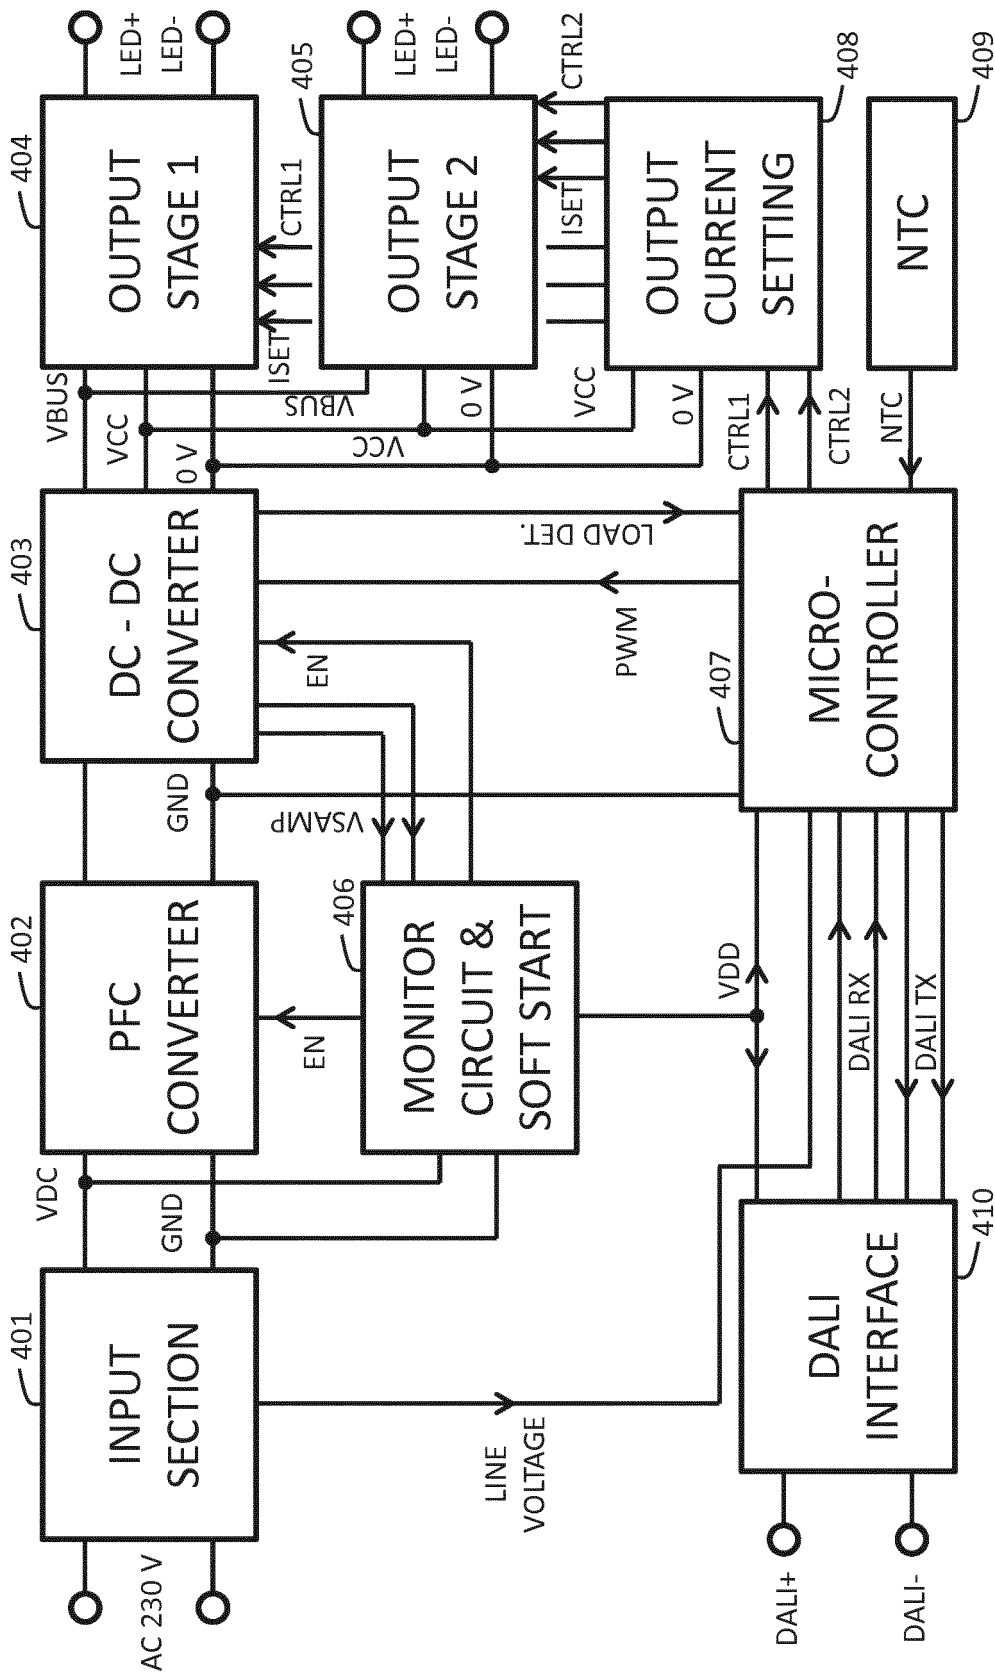 401
402
403
404
INPUT
SECTION
PFC
CONVERTER
DC - DC
CONVERTER
OUTPUT
STAGE 1
AC 230 V
VDC
GND
GND
VBUS
VCC
0 V
LED+
LED-
LINE
VOLTAGE
EN
406
MONITOR
CIRCUIT &
SOFT START
VSAMP
EN
PWM
LOAD DET.
VBUS
VCC
ISET
CTRL1
405
OUTPUT
STAGE 2
0 V
LED+
LED-
VCC
0 V
ISET
CTRL2
OUTPUT
CURRENT
SETTING
408
CTRL1
CTRL2
VDD
407
MICRO-
CONTROLLER
DALI RX
DALI TX
DALI+
DALI-
DALI
INTERFACE
410
NTC
NTC
409